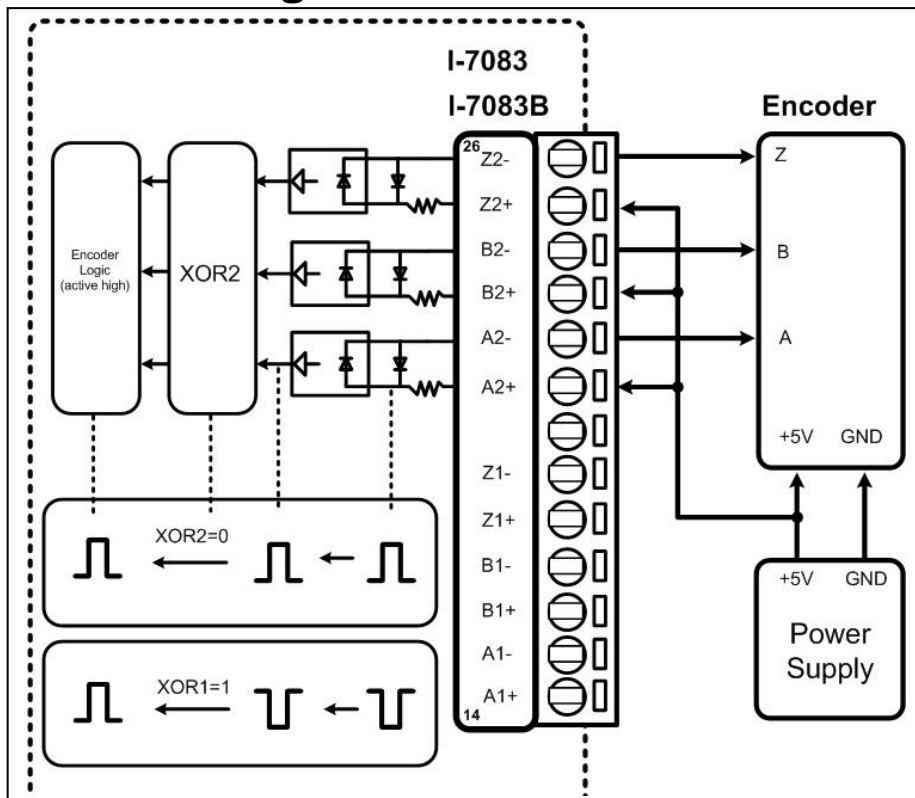 I-7083
I-7083B
Encoder
26
Z2-
Z2+
B2-
B2+
A2-
A2+
Z1-
Z1+
B1-
B1+
A1-
A1+
14
Encoder
Logic
(active high)
XOR2
Z
B
A
+5V GND
+5V GND
Power
Supply
XOR2=0
XOR1=1